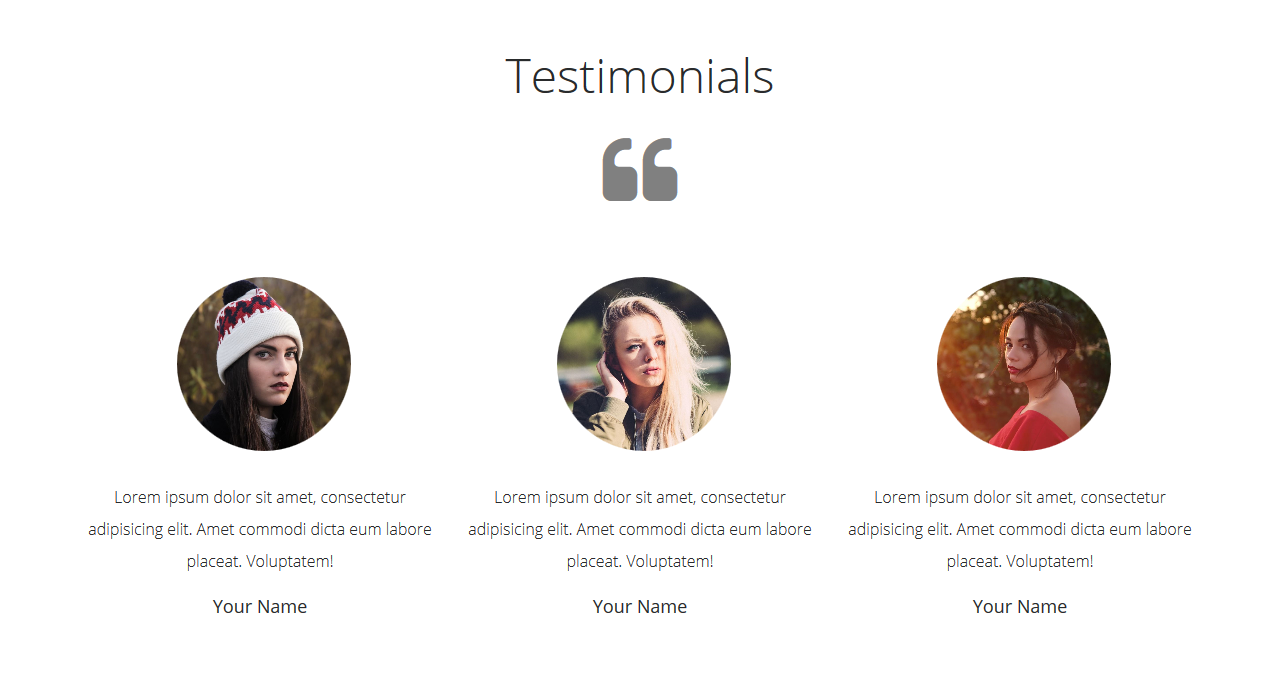 Testimonials
Lorem ipsum dolor sit amet, consectetur
adipisicing elit. Amet commodi dicta eum labore
placeat. Voluptatem!
Your Name
Lorem ipsum dolor sit amet, consectetur
adipisicing elit. Amet commodi dicta eum labore
placeat. Voluptatem!
Your Name
Lorem ipsum dolor sit amet, consectetur
adipisicing elit. Amet commodi dicta eum labore
placeat. Voluptatem!
Your Name